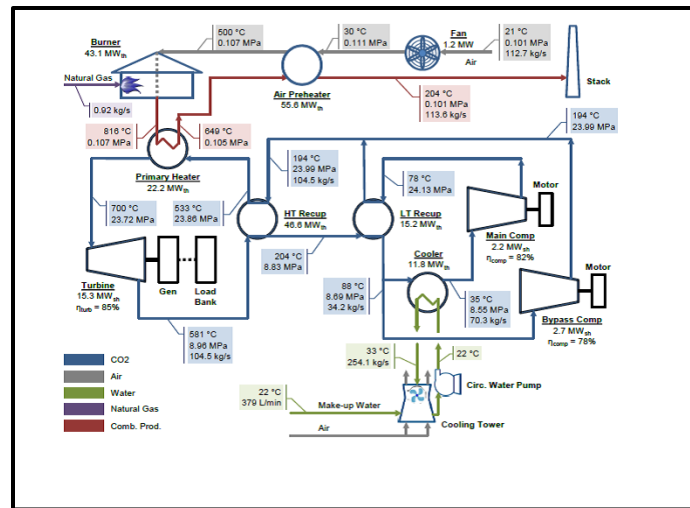 Burner
43.1 MWth
500 °C
0.107 MPa
30 °C
0.111 MPa
Fan
1.2 MW
21 °C
0.101 MPa
112.7 kg/s
Air
Natural Gas
0.92 kg/s
Air Preheater
55.6 MWth
204 °C
0.101 MPa
113.6 kg/s
Stack
816 °C
0.107 MPa
649 °C
0.105 MPa
194 °C
23.99 MPa
Primary Heater
22.2 MWth
194 °C
23.99 MPa
104.5 kg/s
78 °C
24.13 MPa
Motor
700 °C
23.72 MPa
533 °C
23.86 MPa
HT Recup
46.6 MWth
LT Recup
15.2 MWth
Main Comp
2.2 MWsh
ηcomp = 82%
204 °C
8.83 MPa
Cooler
11.8 MWth
Motor
Turbine
15.3 MWsh
ηturb = 85%
Gen
Load
Bank
88 °C
8.69 MPa
34.2 kg/s
35 °C
8.55 MPa
70.3 kg/s
Bypass Comp
2.7 MWsh
ηcomp = 78%
581 °C
8.96 MPa
104.5 kg/s
33 °C
254.1 kg/s
22 °C
CO2
Air
Water
Natural Gas
Comb. Prod.
22 °C
379 L/min
Make-up Water
Circ. Water Pump
Air
Cooling Tower